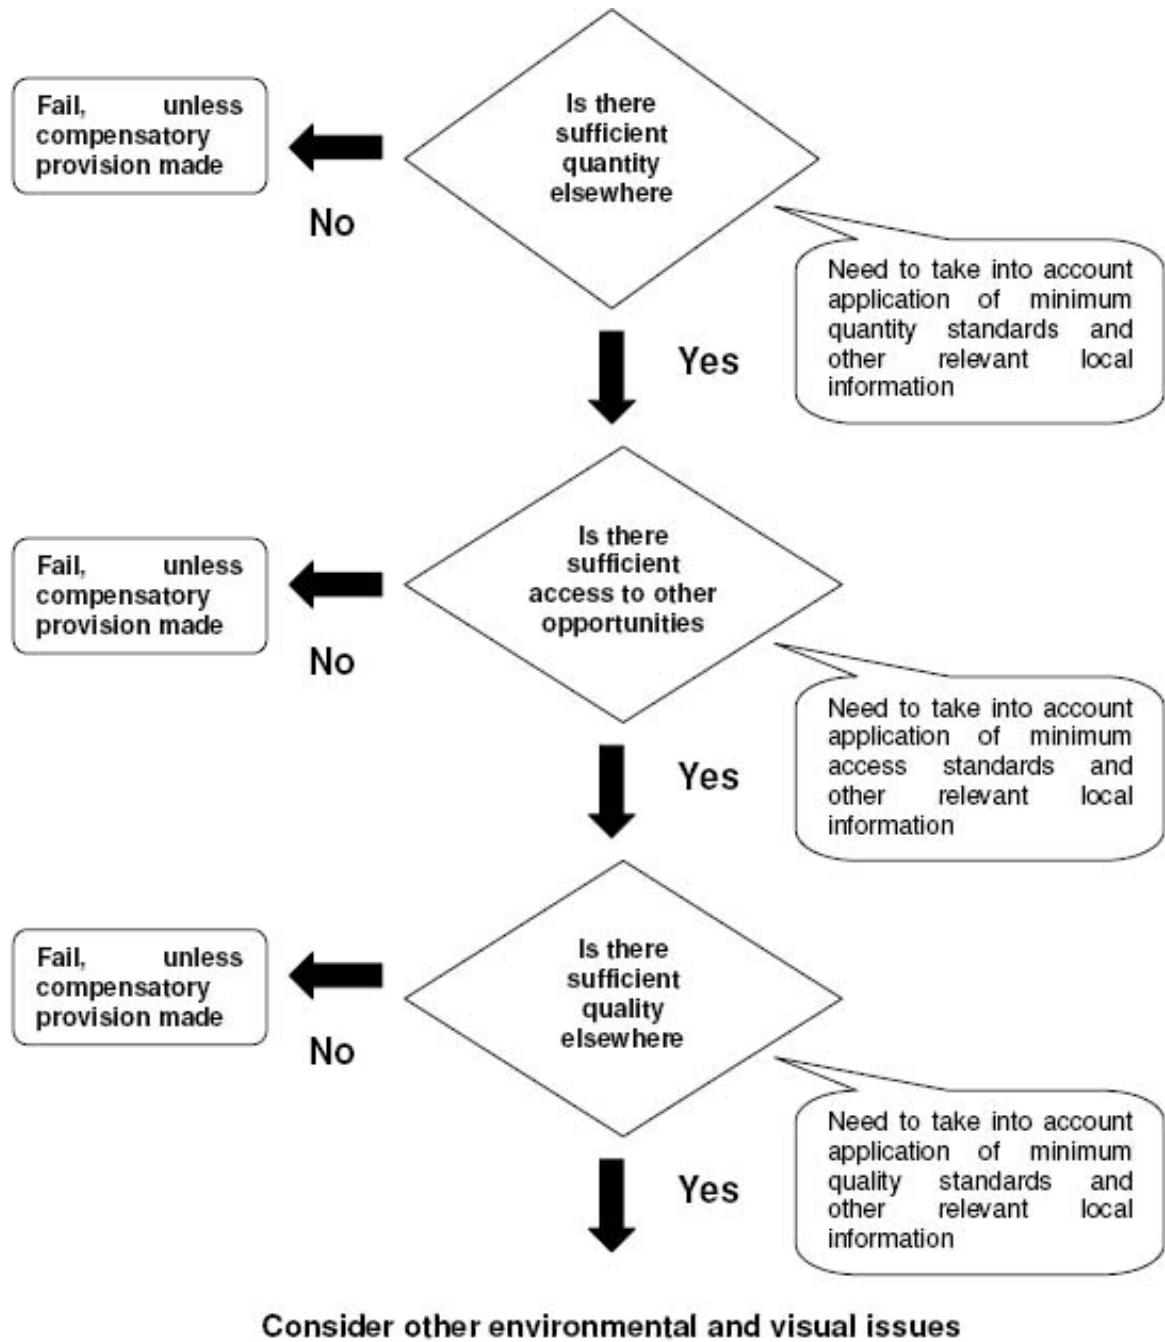 Is there
sufficient
quantity
elsewhere
Fail, unless
compensatory
provision made
No
Need to take into account
application of minimum
quantity standards and
other relevant local
information
Yes
Is there
sufficient
access to other
opportunities
Fail, unless
compensatory
provision made
No
Need to take into account
application of minimum
access standards and
other relevant local
information
Yes
Is there
sufficient
quality
elsewhere
Fail, unless
compensatory
provision made
No
Need to take into account
application of minimum
quality standards and
other relevant local
information
Yes
Consider other environmental and visual issues